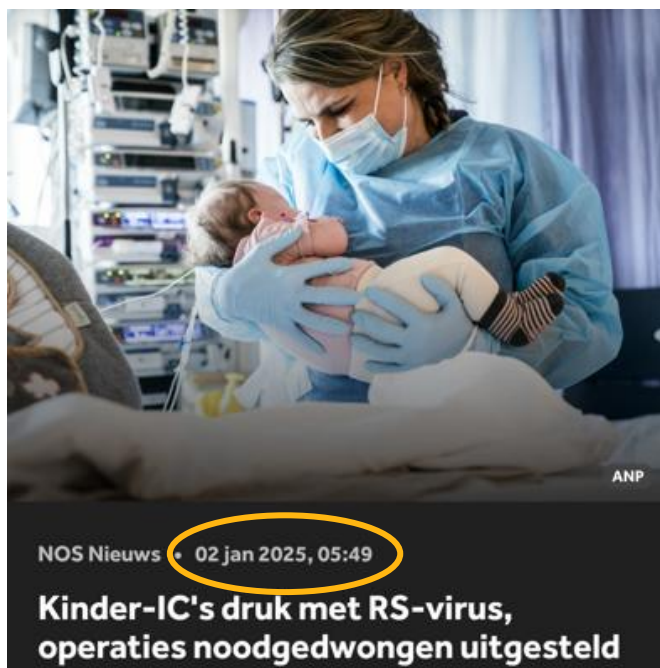 ANP
NOS Nieuws • 02 jan 2025, 05:49
Kinder-IC's druk met RS-virus,
operaties noodgedwongen uitgesteld